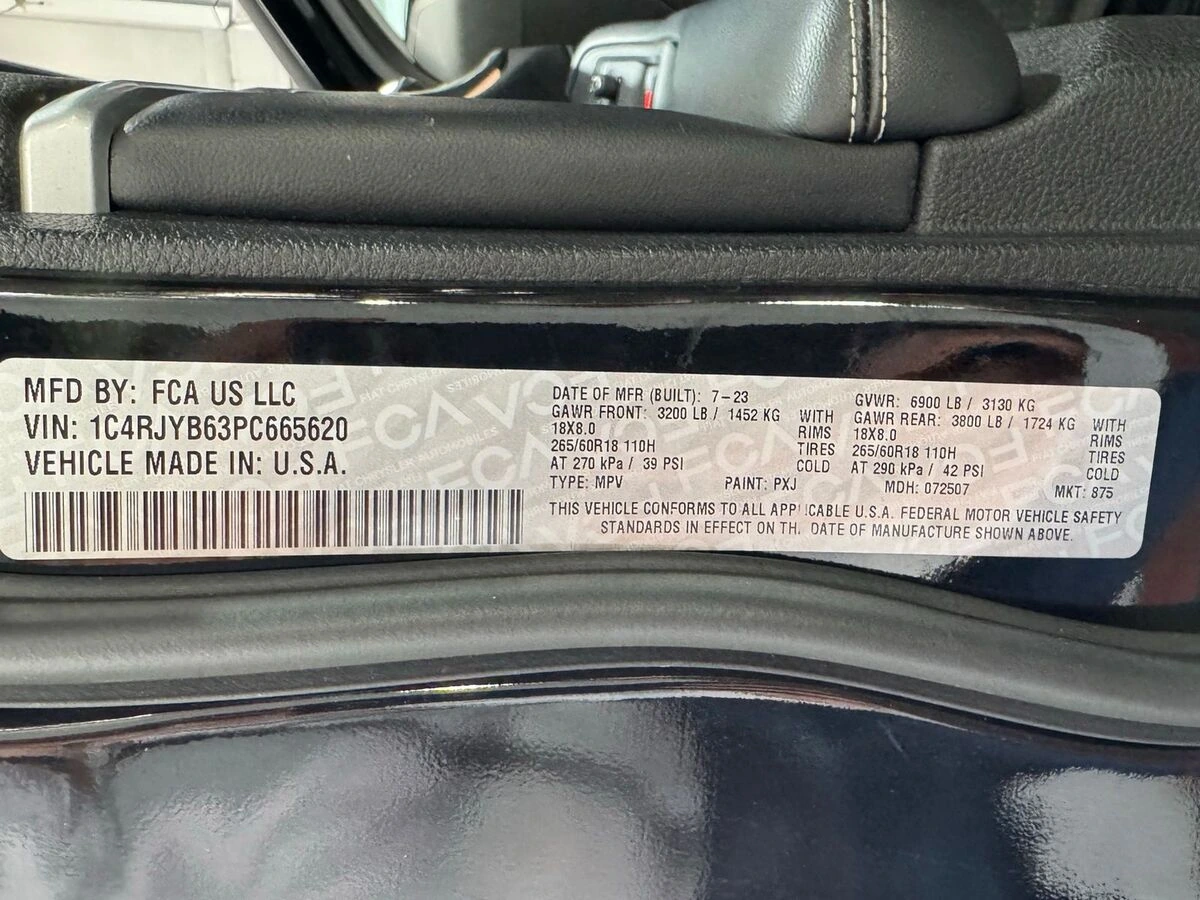 MFD BY: FCA US LLC
VIN: 1C4RJYB63PC665620
VEHICLE MADE IN: U.S.A.
DATE OF MFR (BUILT): 7-23
GAWR FRONT: 3200 LB / 1452 KG WITH
18X8.0 RIMS
265/60R18 110H TIRES
AT 270 kPa / 39 PSI COLD
TYPE: MPV PAINT: PXJ
GVWR: 6900 LB / 3130 KG
GAWR REAR: 3800 LB / 1724 KG WITH
18X8.0 RIMS
265/60R18 110H TIRES
AT 290 kPa / 42 PSI COLD
MDH: 072507 MKT: 875
THIS VEHICLE CONFORMS TO ALL APPLICABLE U.S.A. FEDERAL MOTOR VEHICLE SAFETY
STANDARDS IN EFFECT ON TH. DATE OF MANUFACTURE SHOWN ABOVE.